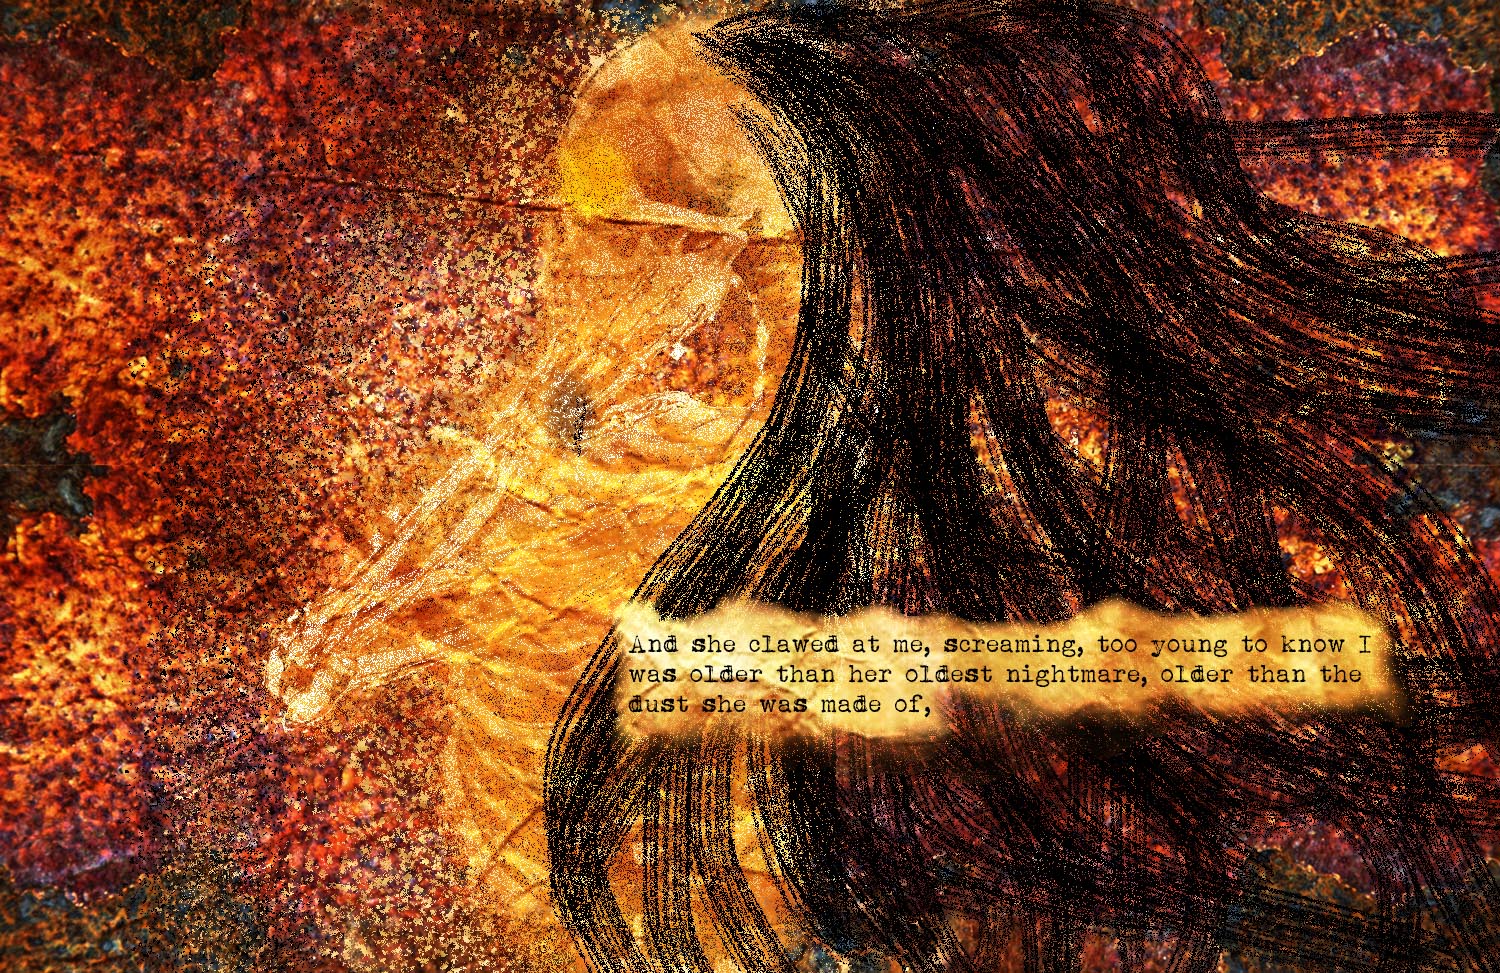 And she clawed at me, screaming, too young to know I
was older than her oldest nightmare, older than the
dust she was made of,